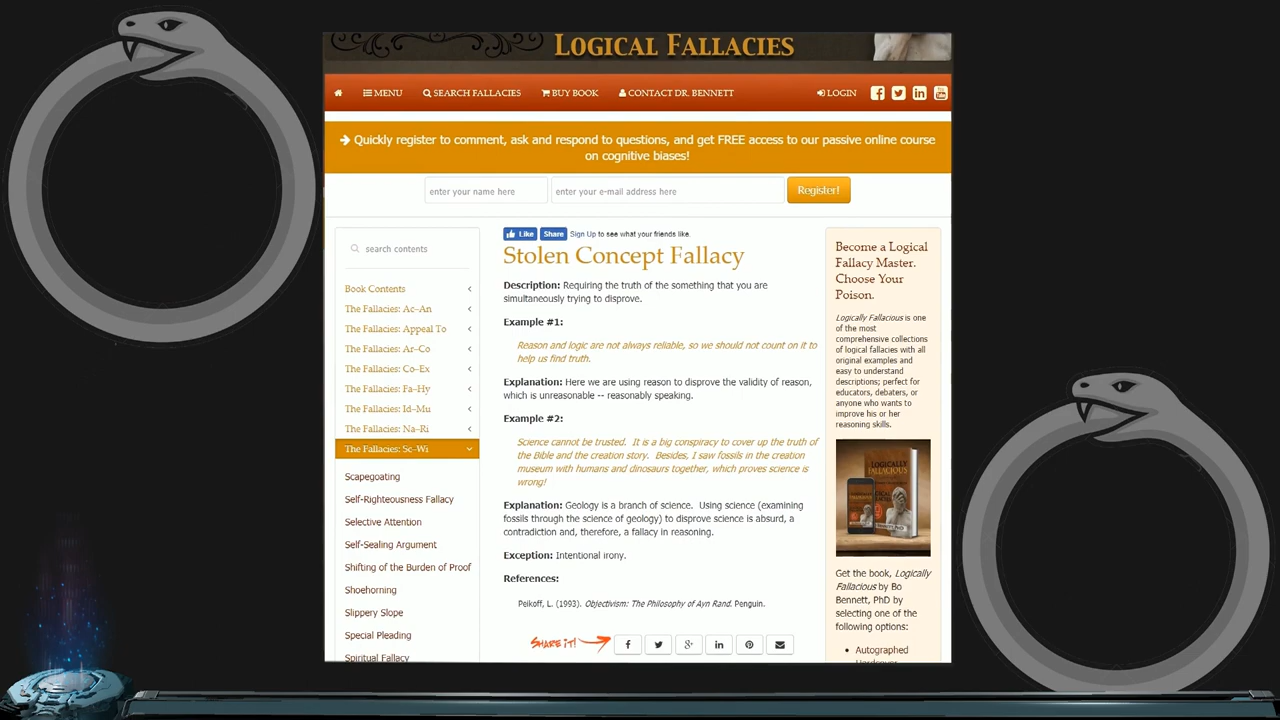 LOGICAL FALLACIES
MENU
SEARCH FALLACIES
BUY BOOK
CONTACT DR. BENNETT
LOGIN
Quickly register to comment, ask and respond to questions, and get FREE access to our passive online course
on cognitive biases!
enter your name here
enter your e-mail address here
Register!
search contents
Book Contents
The Fallacies: Ac–An
The Fallacies: Appeal To
The Fallacies: Ar–Co
The Fallacies: Co–Ex
The Fallacies: Fa–Hy
The Fallacies: Id–Mu
The Fallacies: Na–Ri
The Fallacies: Sc–Wi
Scapegoating
Self-Righteousness Fallacy
Selective Attention
Self-Sealing Argument
Shifting of the Burden of Proof
Shoehorning
Slippery Slope
Special Pleading
Spiritual Fallacy
Like Share Sign Up to see what your friends like.
Stolen Concept Fallacy
Description: Requiring the truth of the something that you are
simultaneously trying to disprove.
Example #1:
Reason and logic are not always reliable, so we should not count on it to
help us find truth.
Explanation: Here we are using reason to disprove the validity of reason,
which is unreasonable -- reasonably speaking.
Example #2:
Science cannot be trusted. It is a big conspiracy to cover up the truth of
the Bible and the creation story. Besides, I saw fossils in the creation
museum with humans and dinosaurs together, which proves science is
wrong!
Explanation: Geology is a branch of science. Using science (examining
fossils through the science of geology) to disprove science is absurd, a
contradiction and, therefore, a fallacy in reasoning.
Exception: Intentional irony.
References:
Peikoff, L. (1993). Objectivism: The Philosophy of Ayn Rand. Penguin.
SHARE IT!
Become a Logical
Fallacy Master.
Choose Your
Poison.
Logically Fallacious is one
of the most
comprehensive collections
of logical fallacies with all
original examples and
easy to understand
descriptions; perfect for
educators, debaters, or
anyone who wants to
improve his or her
reasoning skills.
LOGICALLY
FALLACIOUS
Get the book, Logically
Fallacious by Bo
Bennett, PhD by
selecting one of the
following options:
Autographed
Hardcover